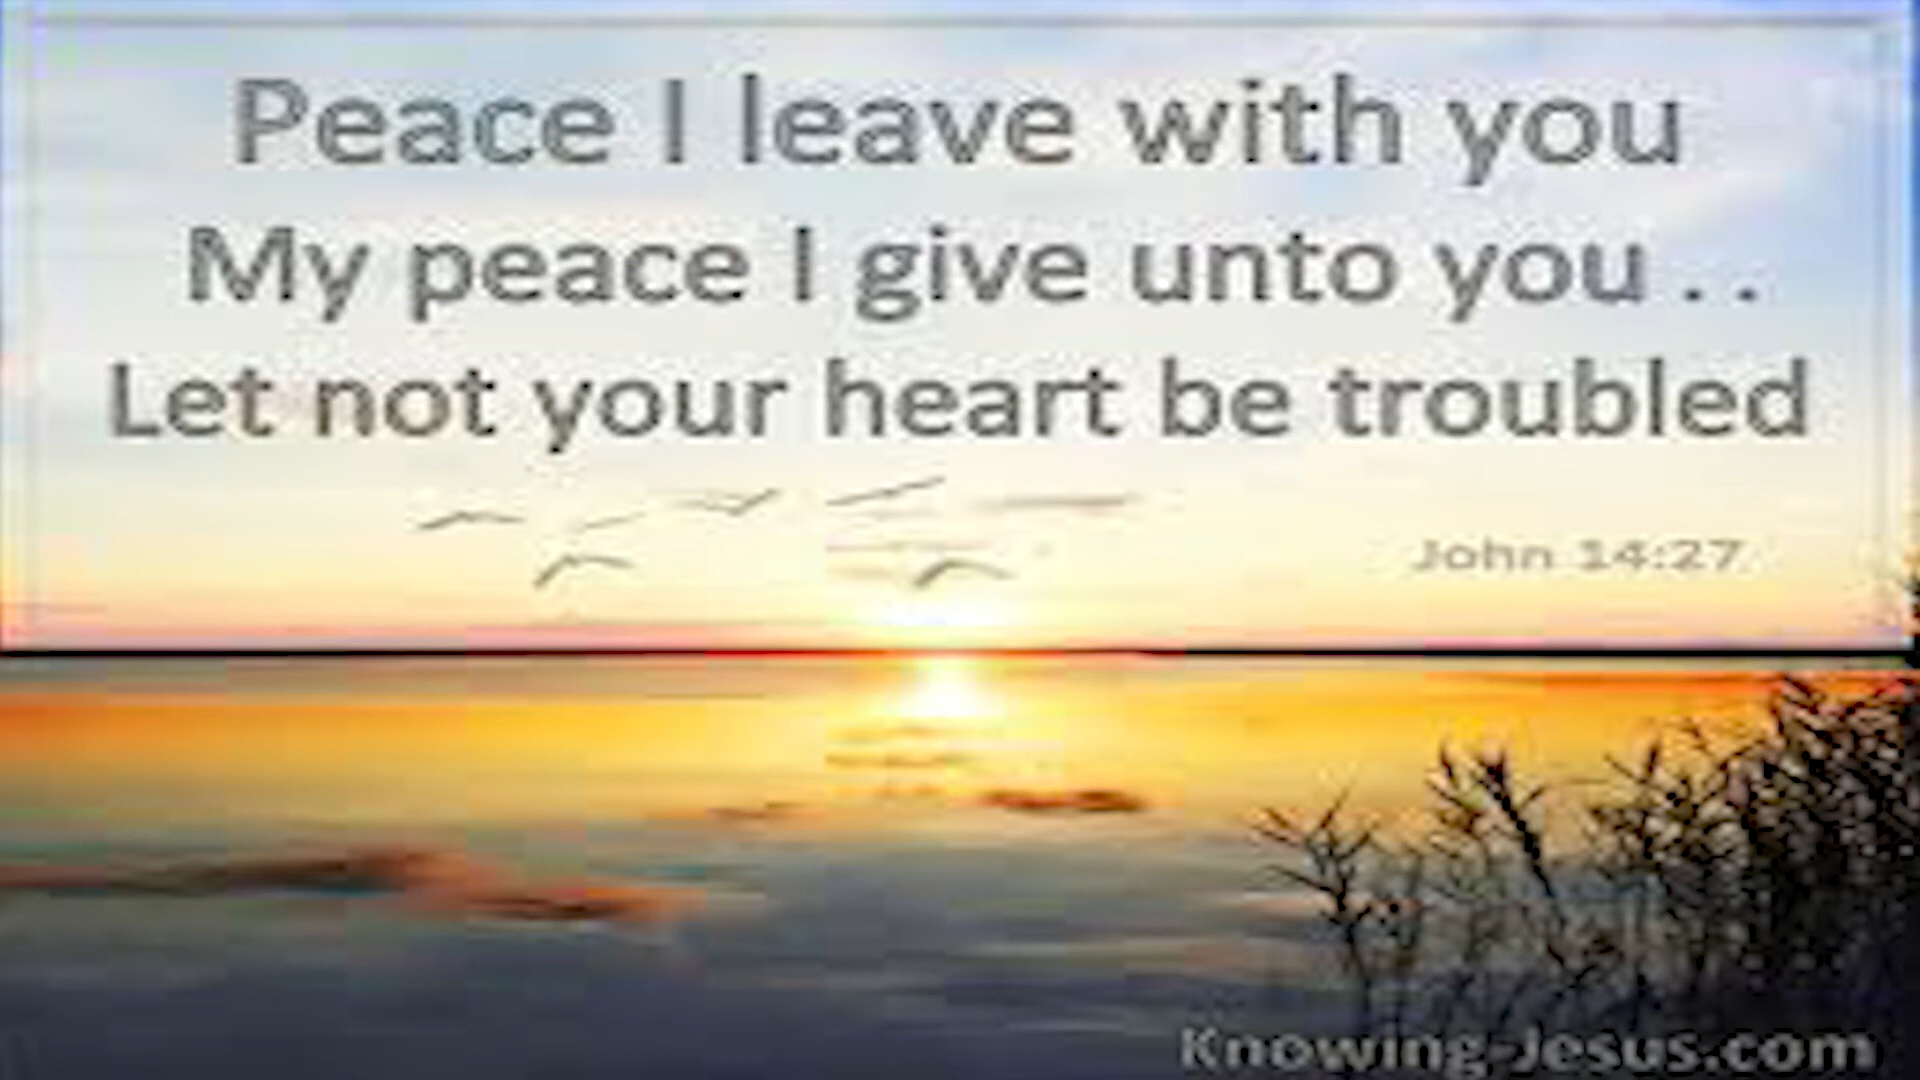 Peace I leave with you
My peace I give unto you . .
Let not your heart be troubled
John 14:27
Knowing-Jesus.com